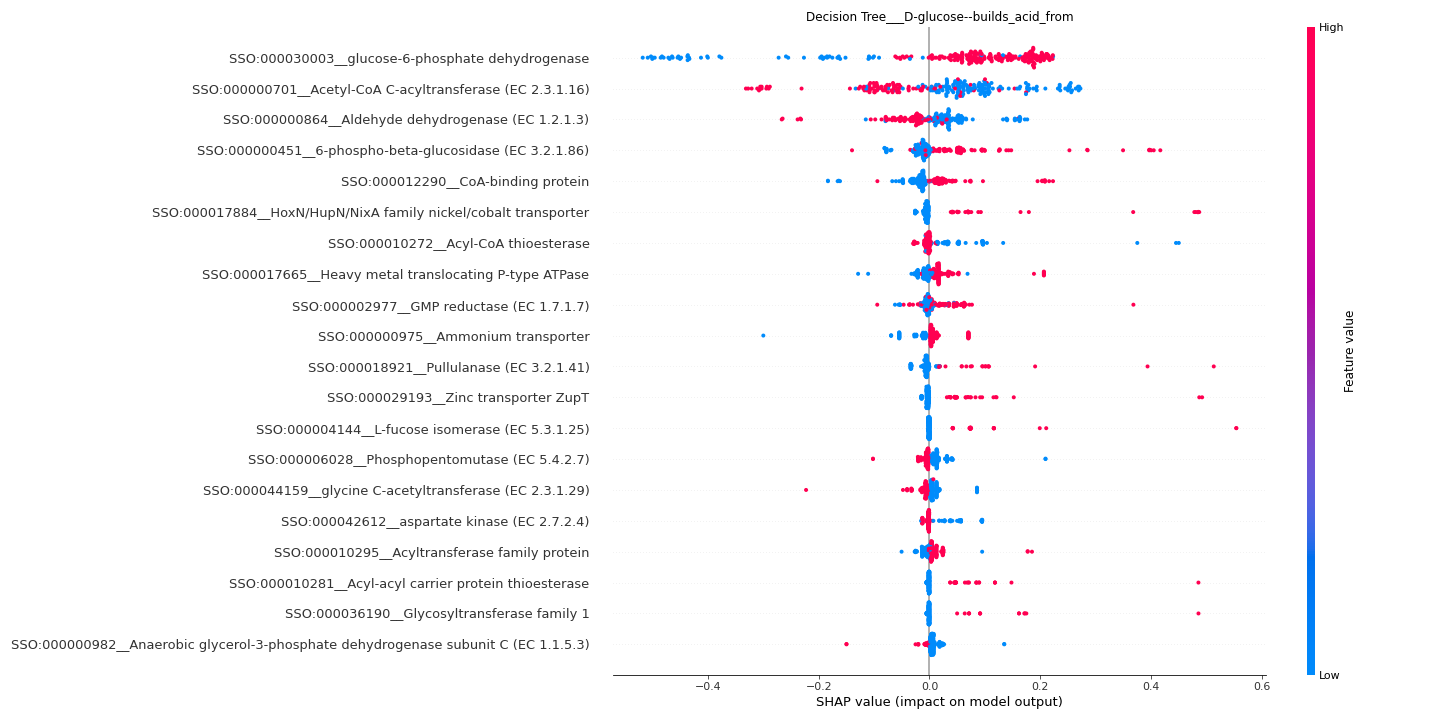 Decision Tree___D-glucose--builds_acid_from
High
SSO:000030003__glucose-6-phosphate dehydrogenase
SSO:000000701__Acetyl-CoA C-acyltransferase (EC 2.3.1.16)
SSO:000000864__Aldehyde dehydrogenase (EC 1.2.1.3)
SSO:000000451__6-phospho-beta-glucosidase (EC 3.2.1.86)
SSO:000012290__CoA-binding protein
SSO:000017884__HoxN/HupN/NixA family nickel/cobalt transporter
SSO:000010272__Acyl-CoA thioesterase
SSO:000017665__Heavy metal translocating P-type ATPase
SSO:000002977__GMP reductase (EC 1.7.1.7)
SSO:000000975__Ammonium transporter
SSO:000018921__Pullulanase (EC 3.2.1.41)
SSO:000029193__Zinc transporter ZupT
SSO:000004144__L-fucose isomerase (EC 5.3.1.25)
SSO:000006028__Phosphopentomutase (EC 5.4.2.7)
SSO:000044159__glycine C-acetyltransferase (EC 2.3.1.29)
SSO:000042612__aspartate kinase (EC 2.7.2.4)
SSO:000010295__Acyltransferase family protein
SSO:000010281__Acyl-acyl carrier protein thioesterase
SSO:000036190__Glycosyltransferase family 1
SSO:000000982__Anaerobic glycerol-3-phosphate dehydrogenase subunit C (EC 1.1.5.3)
Feature value
Low
−0.4 −0.2 0.0 0.2 0.4 0.6
SHAP value (impact on model output)